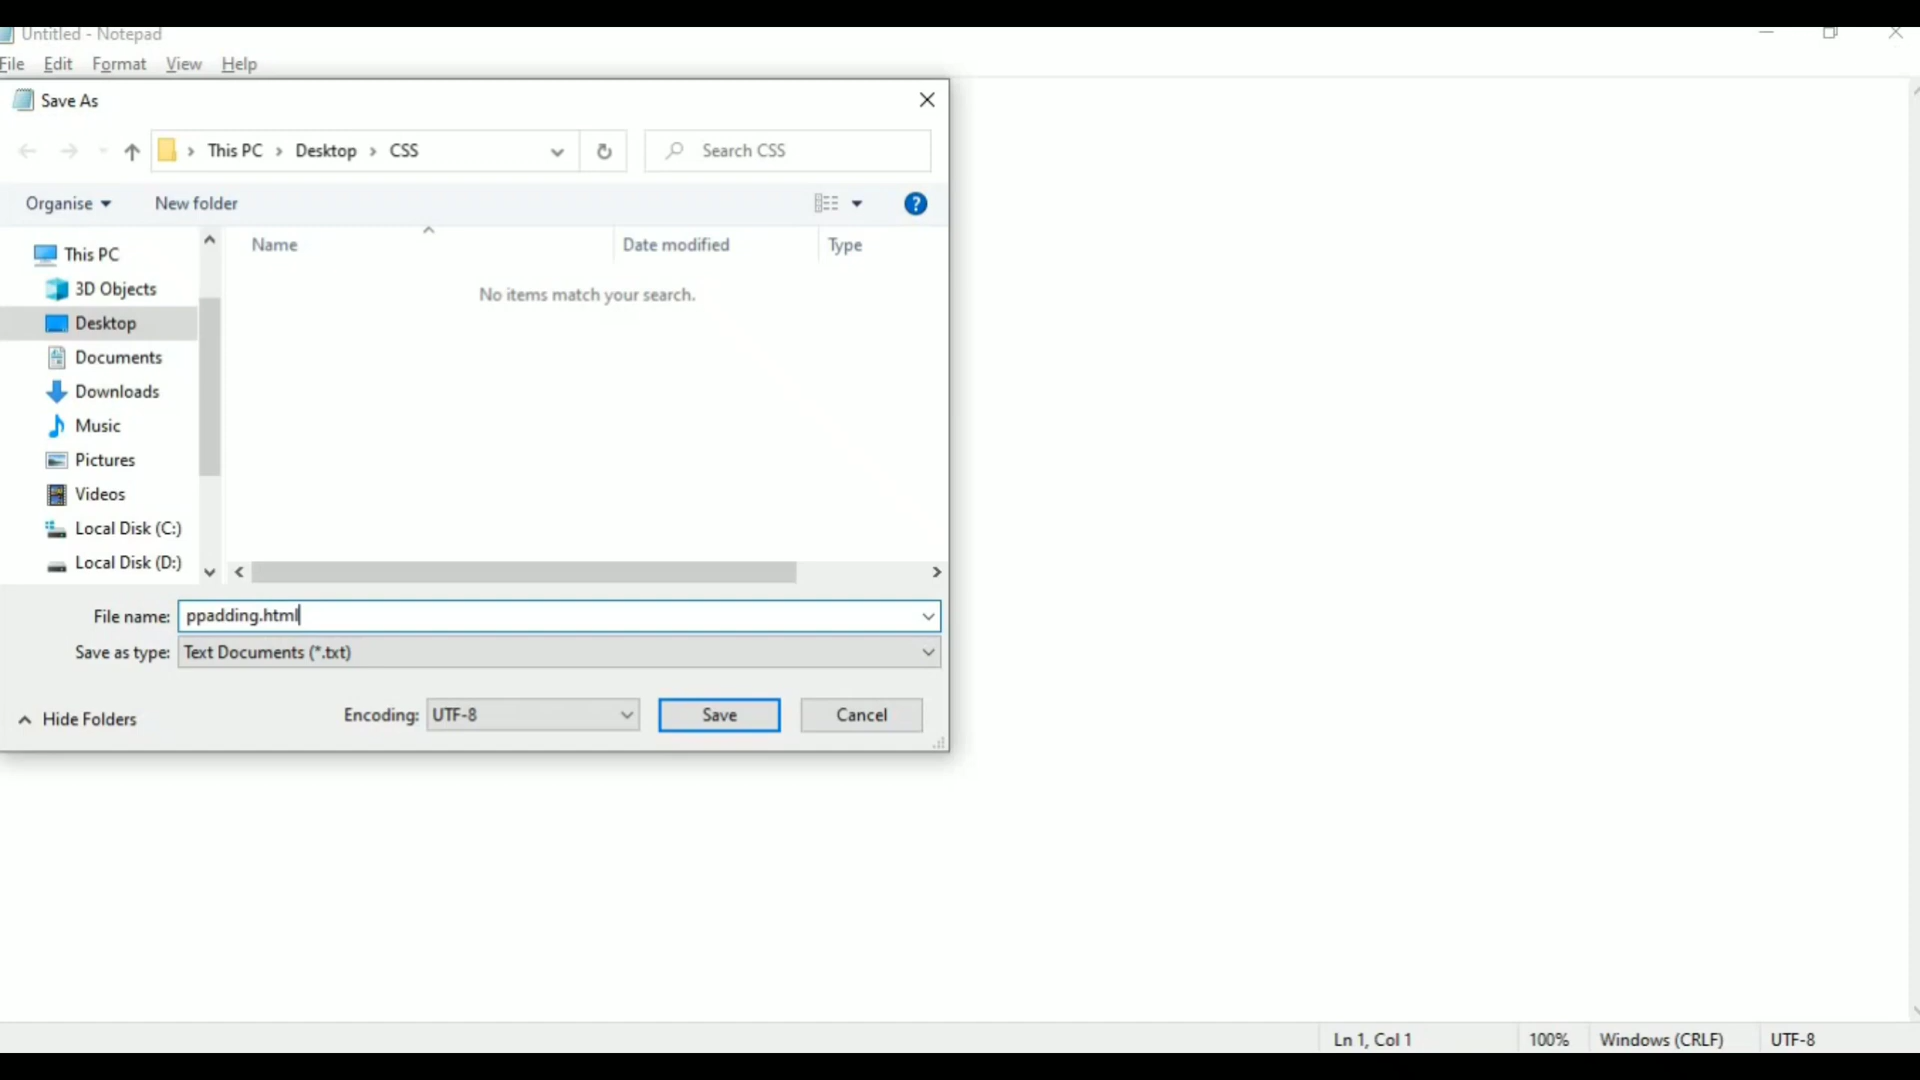 Untitled - Notepad
File Edit Format View Help
Save As
This PC > Desktop > CSS
Search CSS
Organise
New folder
Name
Date modified
Type
This PC
No items match your search.
3D Objects
Desktop
Documents
Downloads
Music
Pictures
Videos
Local Disk (C:)
Local Disk (D:)
File name: ppadding.html
Save as type: Text Documents (*.txt)
Hide Folders
Encoding: UTF-8
Save
Cancel
Ln 1, Col 1
100%
Windows (CRLF)
UTF-8